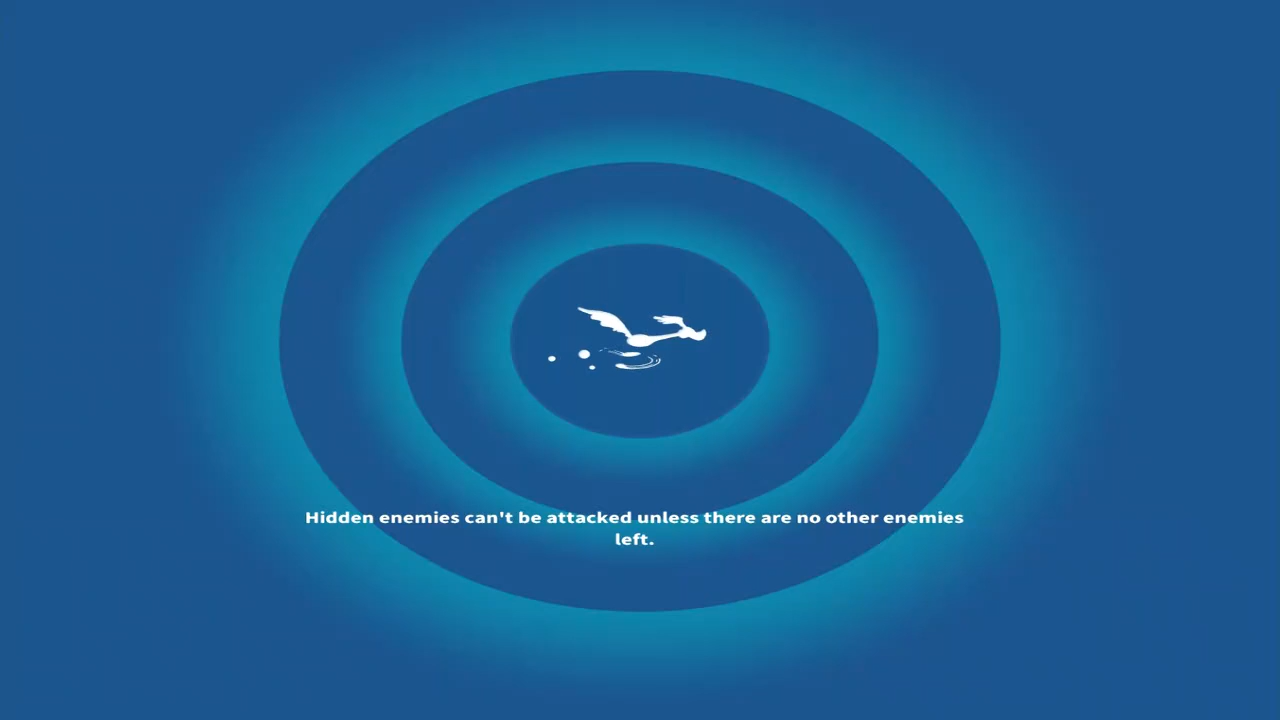 Hidden enemies can't be attacked unless there are no other enemies
left.